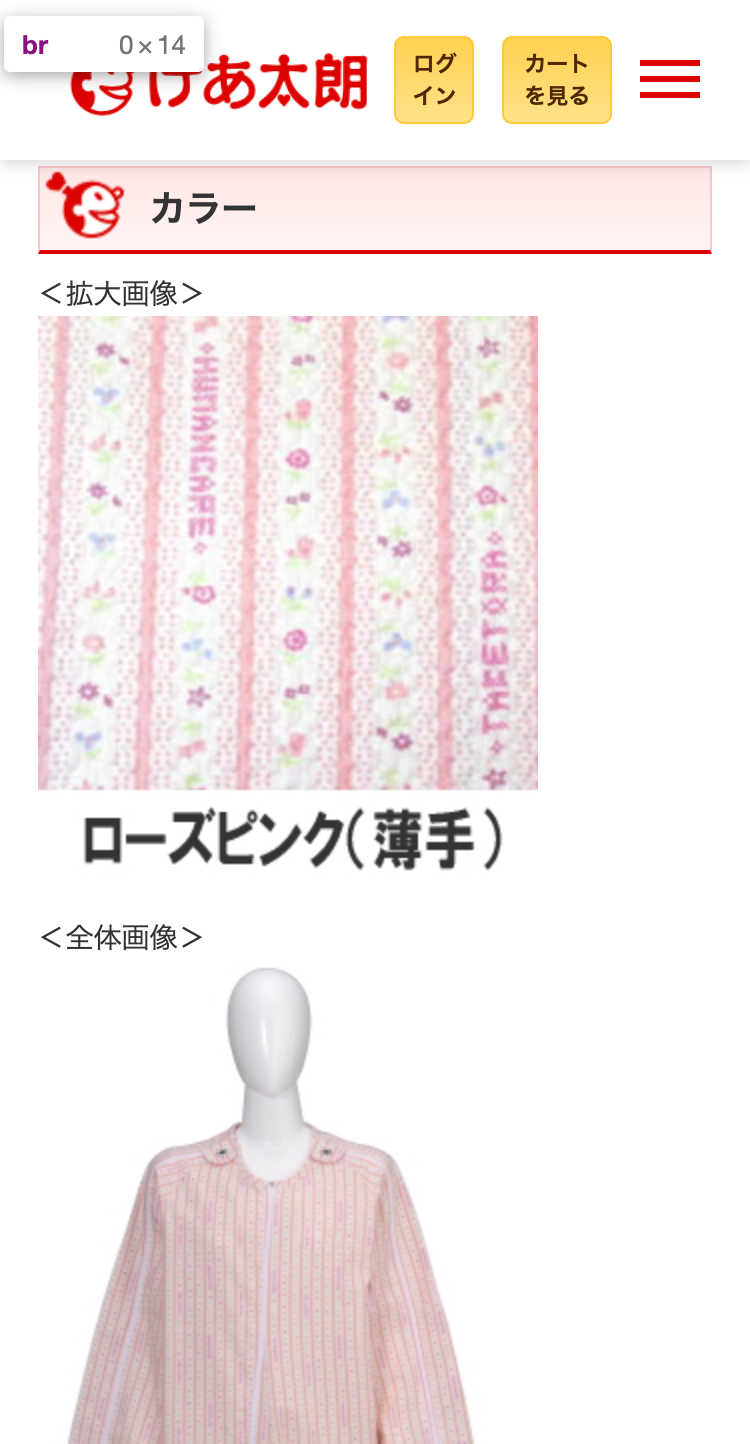 br 0×14
けあ太朗
ログ
イン
カート
を見る
カラー
＜拡大画像＞
HUMANCARE
TAKETORA
ローズピンク（薄手）
＜全体画像＞